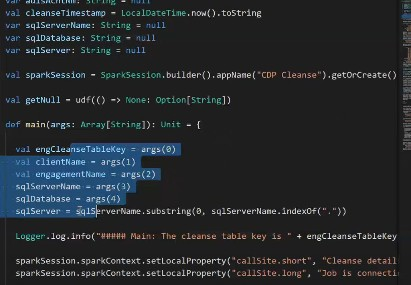 var adlsAcntNm: String = null
val cleanseTimestamp = LocalDateTime.now().toString
var sqlServerName: String = null
var sqlDatabase: String = null
var sqlServer: String = null
val sparkSession = SparkSession.builder().appName("CDP Cleanse").getOrCreate()
val getNull = udf(() => None: Option[String])
def main(args: Array[String]): Unit = {
val engCleanseTableKey = args(0)
val clientName = args(1)
val engagementName = args(2)
sqlServerName = args(3)
sqlDatabase = args(4)
sqlServer = sqlServerName.substring(0, sqlServerName.indexOf("."))
Logger.log.info("##### Main: The cleanse table key is " + engCleanseTableKey
sparkSession.sparkContext.setLocalProperty("callSite.short", "Cleanse detail
sparkSession.sparkContext.setLocalProperty("callSite.long", "Job is connecti